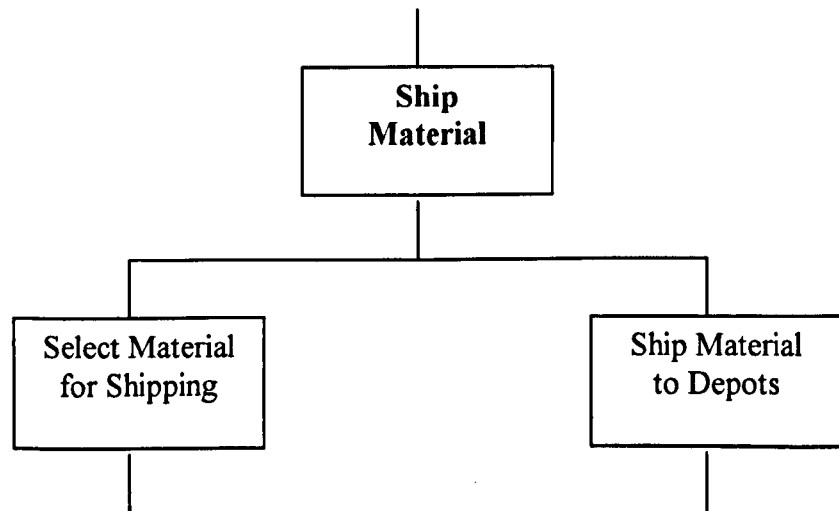 Ship
Material
Select Material
for Shipping
Ship Material
to Depots